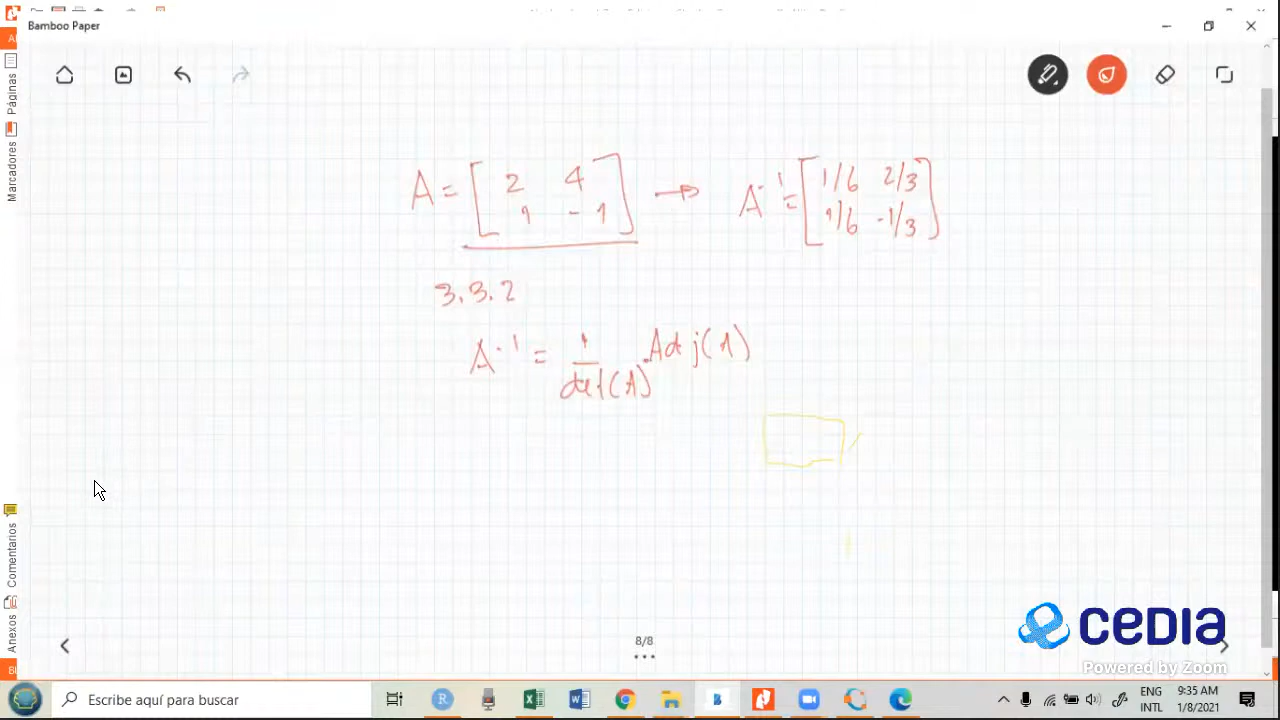 Bamboo Paper
Páginas
Marcadores
Comentarios
Anexos
A = [ 2 4
1 -1 ] → A⁻¹ = [ 1/6 2/3
1/6 -1/3 ]
3.3.2
A⁻¹ = 1/det(A) . Adj(A)
8/8
cedia
Powered by Zoom
Escribe aquí para buscar
ENG
INTL
9:35 AM
1/8/2021